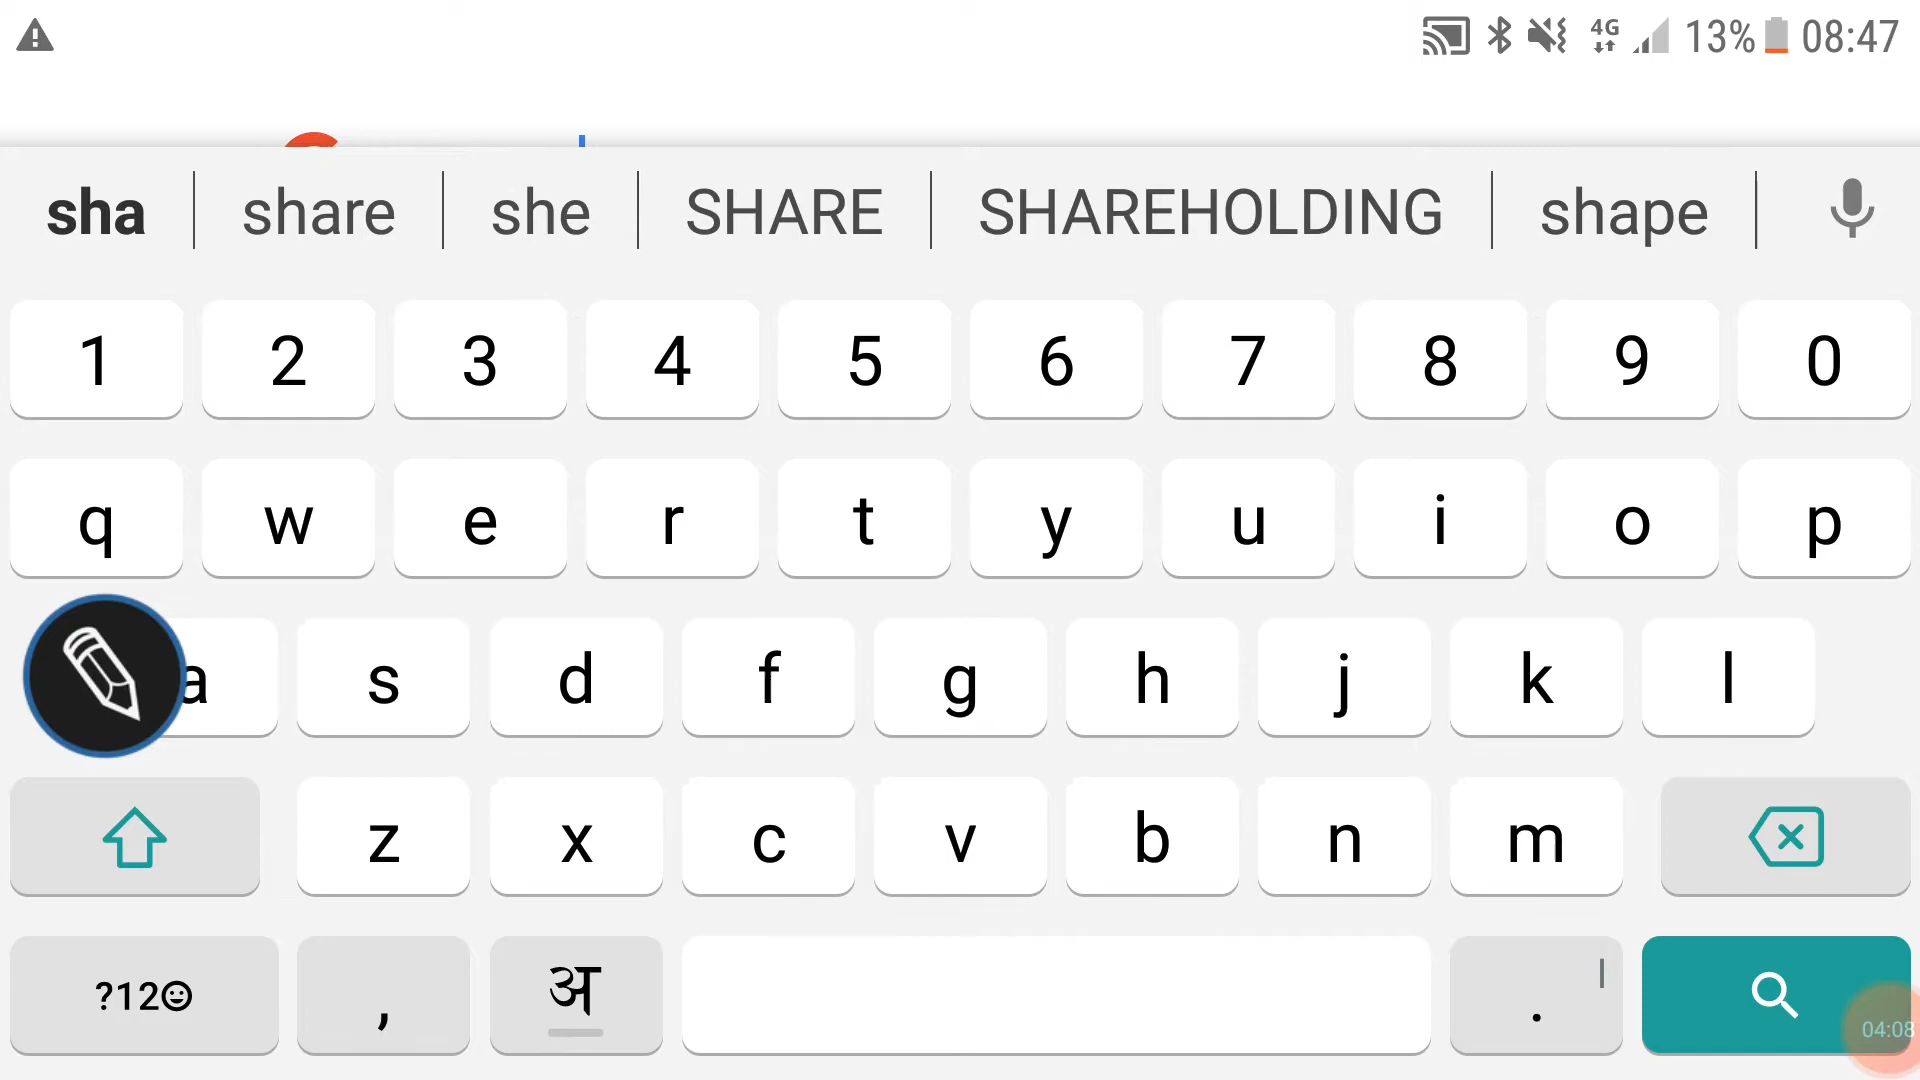 4G 13% 08:47
sha share she SHARE SHAREHOLDING shape
1 2 3 4 5 6 7 8 9 0
q w e r t y u i o p
a s d f g h j k l
z x c v b n m
?12☺ , अ .
04:08